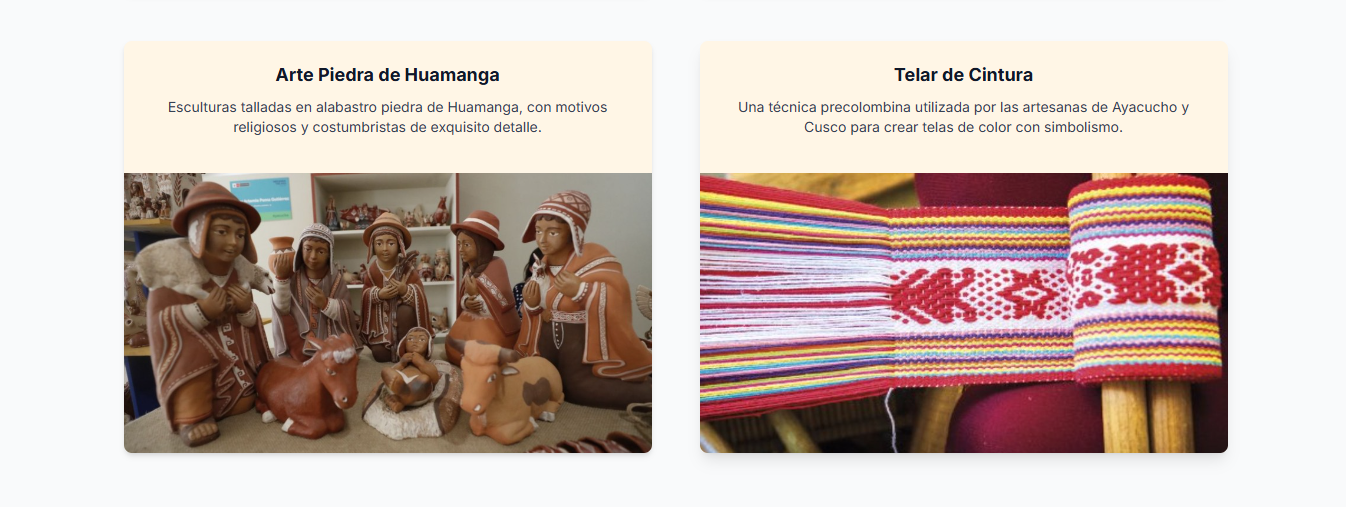 Arte Piedra de Huamanga
Esculturas talladas en alabastro piedra de Huamanga, con motivos
religiosos y costumbristas de exquisito detalle.
Telar de Cintura
Una técnica precolombina utilizada por las artesanas de Ayacucho y
Cusco para crear telas de color con simbolismo.